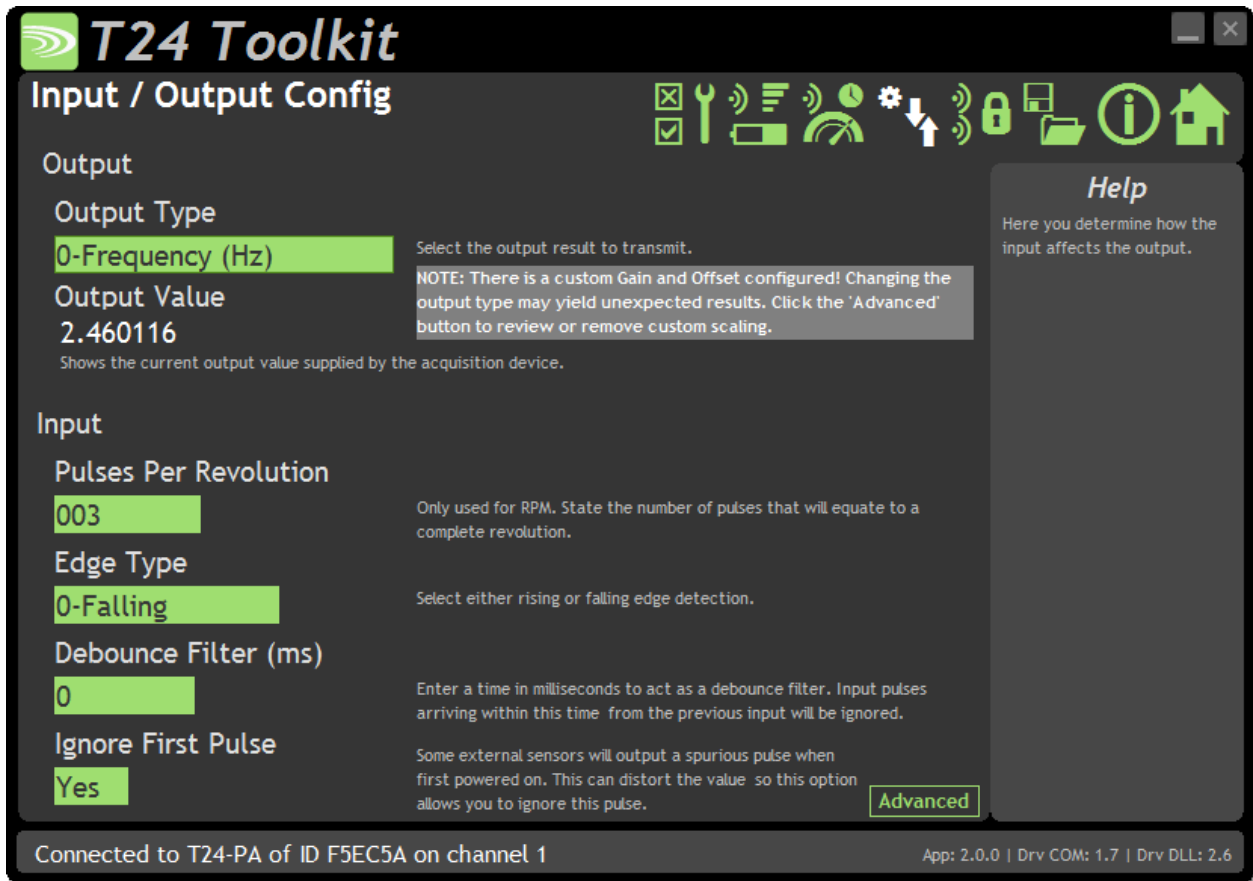 T24 Toolkit
Input / Output Config
Output
Output Type
0-Frequency (Hz)
Select the output result to transmit.
NOTE: There is a custom Gain and Offset configured! Changing the
output type may yield unexpected results. Click the 'Advanced'
button to review or remove custom scaling.
Output Value
2.460116
Shows the current output value supplied by the acquisition device.
Input
Pulses Per Revolution
003
Only used for RPM. State the number of pulses that will equate to a
complete revolution.
Edge Type
0-Falling
Select either rising or falling edge detection.
Debounce Filter (ms)
0
Enter a time in milliseconds to act as a debounce filter. Input pulses
arriving within this time from the previous input will be ignored.
Ignore First Pulse
Yes
Some external sensors will output a spurious pulse when
first powered on. This can distort the value so this option
allows you to ignore this pulse.
Advanced
Help
Here you determine how the
input affects the output.
Connected to T24-PA of ID F5EC5A on channel 1
App: 2.0.0 | Drv COM: 1.7 | Drv DLL: 2.6